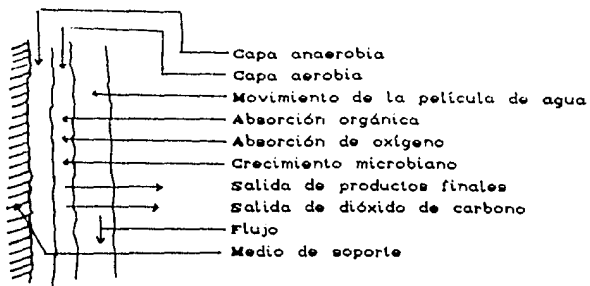 Capa anaerobia
Capa aerobia
Movimiento de la película de agua
Absorción orgánica
Absorción de oxígeno
Crecimiento microbiano
Salida de productos finales
Salida de dióxido de carbono
Flujo
Medio de soporte